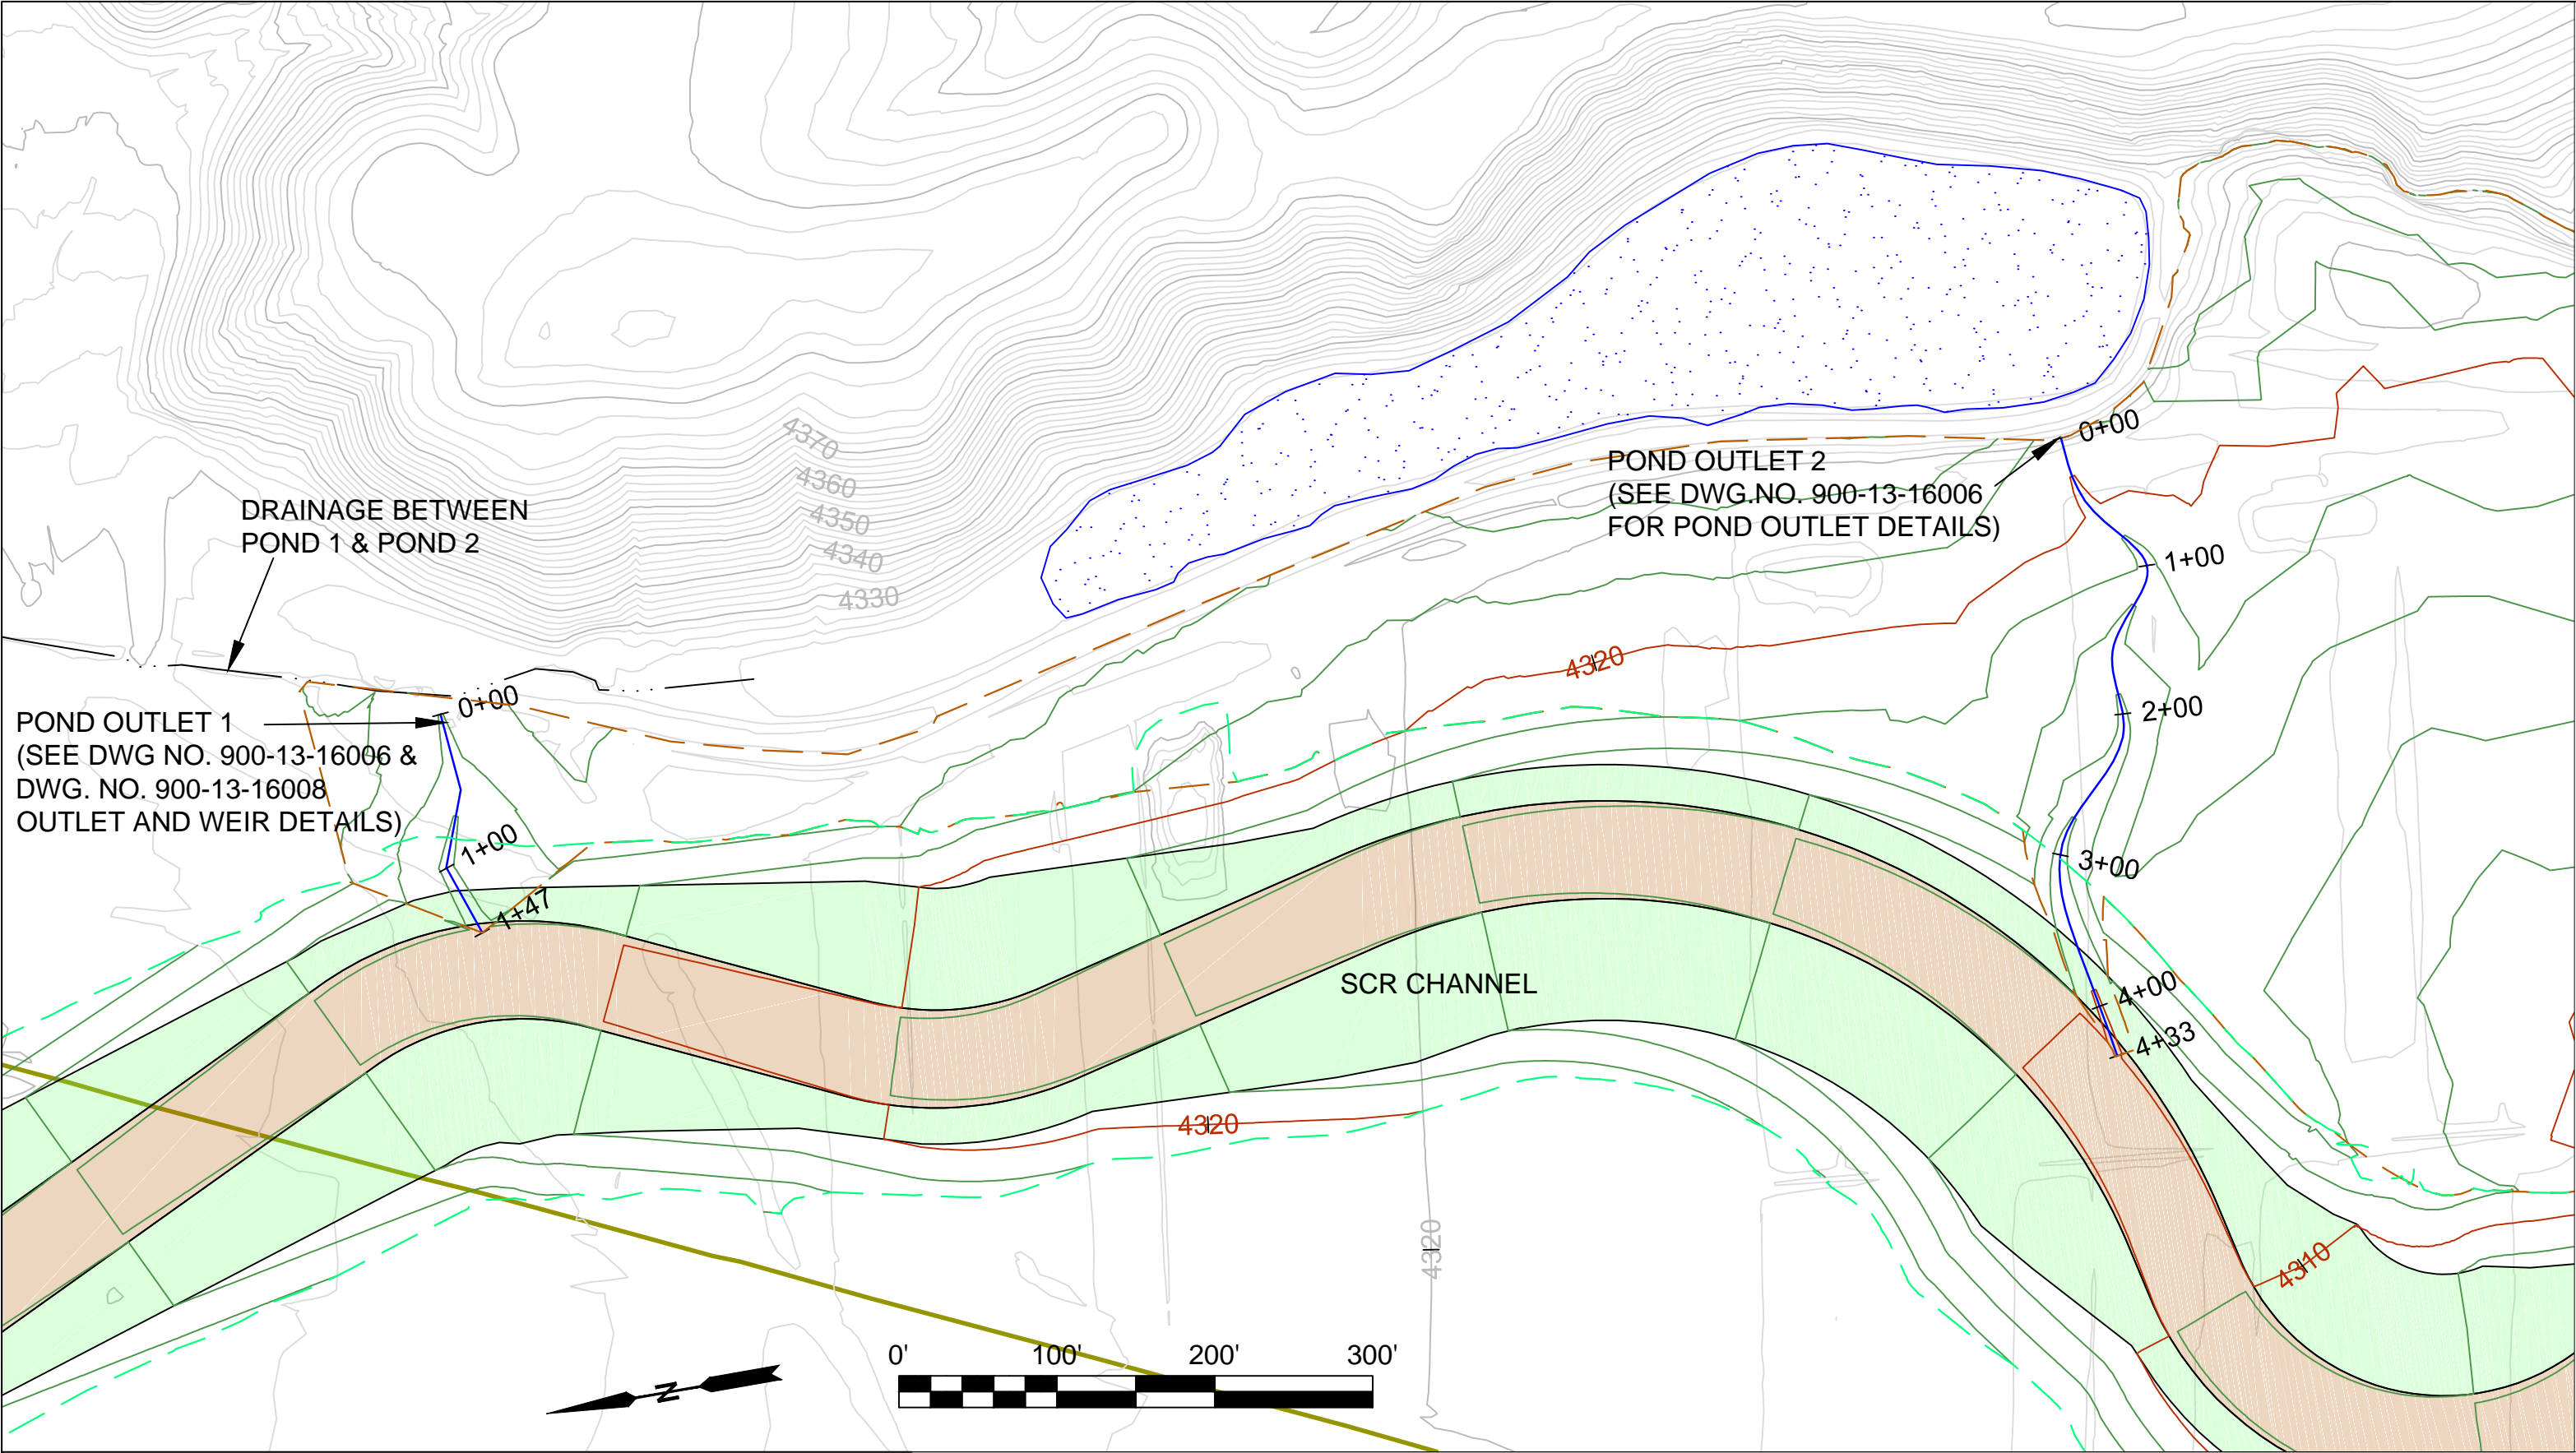 4370
4360
4350
4340
4330
DRAINAGE BETWEEN
POND 1 & POND 2
POND OUTLET 2
(SEE DWG.NO. 900-13-16006
FOR POND OUTLET DETAILS)
0+00
1+00
2+00
3+00
4+00
4+33
4320
POND OUTLET 1
(SEE DWG NO. 900-13-16006 &
DWG. NO. 900-13-16008
OUTLET AND WEIR DETAILS)
0+00
1+00
1+47
SCR CHANNEL
4320
4320
4310
N
0' 100' 200' 300'